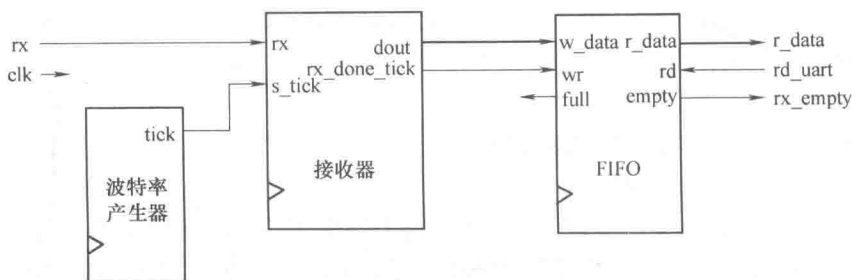 rx
clk
rx
dout
rx_done_tick
s_tick
接收器
tick
波特率
产生器
w_data
r_data
wr
rd
full
empty
FIFO
r_data
rd_uart
rx_empty